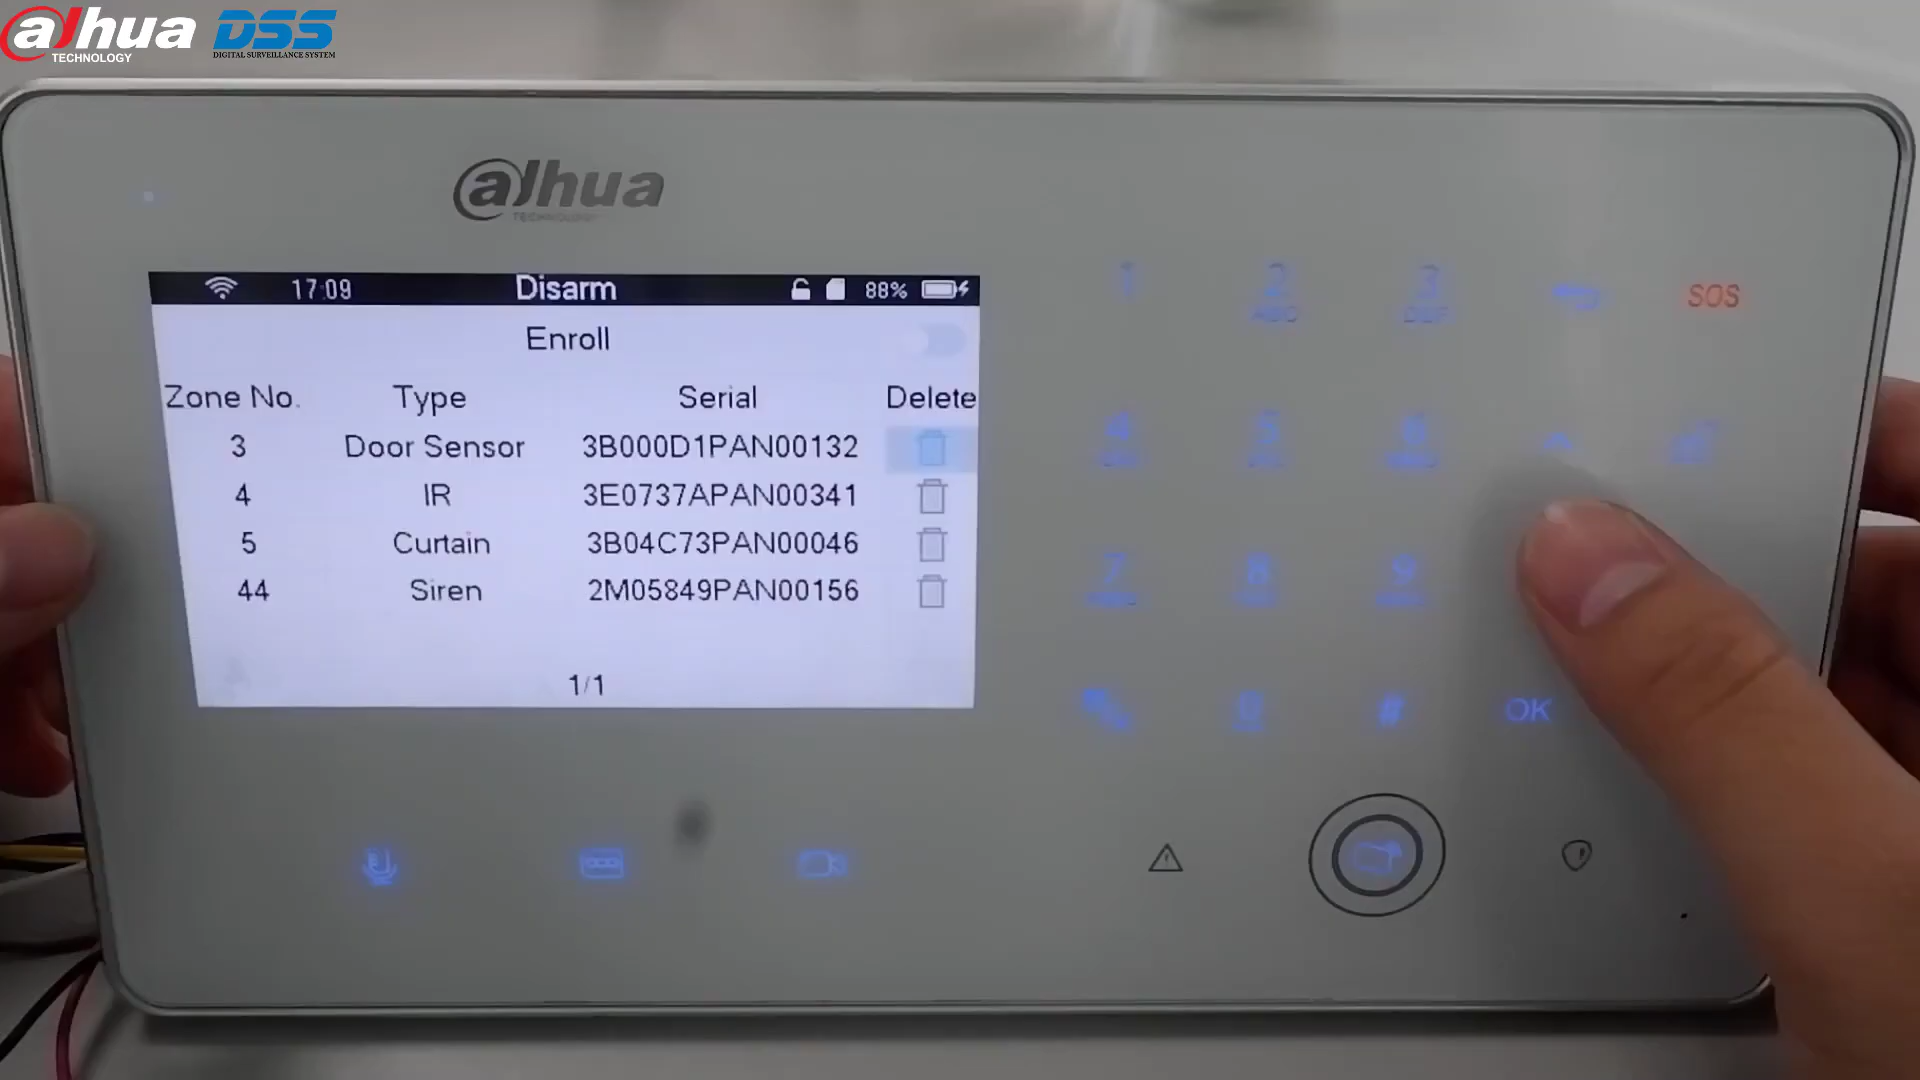 alhua DSS
TECHNOLOGY DIGITAL SURVEILLANCE SYSTEM
alhua
TECHNOLOGY
17:09 Disarm 88%
Enroll
Zone No. Type Serial Delete
3 Door Sensor 3B000D1PAN00132
4 IR 3E0737APAN00341
5 Curtain 3B04C73PAN00046
44 Siren 2M05849PAN00156
1/1
1 2 3 SOS
ABC DEF
4 5 6
7 8 9
0 # OK